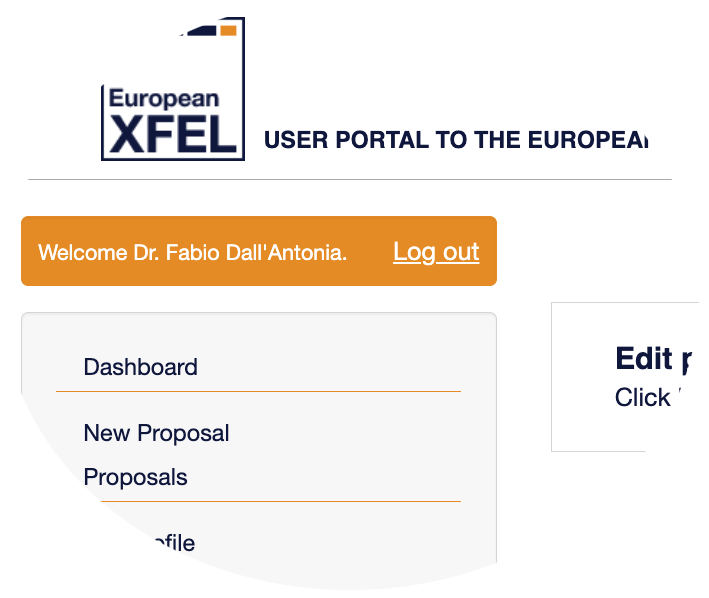 European
XFEL
USER PORTAL TO THE EUROPEAN
Welcome Dr. Fabio Dall'Antonia.
Log out
Dashboard
Edit
Click
New Proposal
Proposals